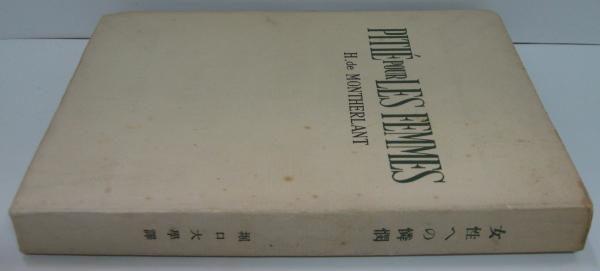 PITIÉ POUR LES FEMMES
H. de MONTHERLANT
女性への憐憫
堀口大學譯